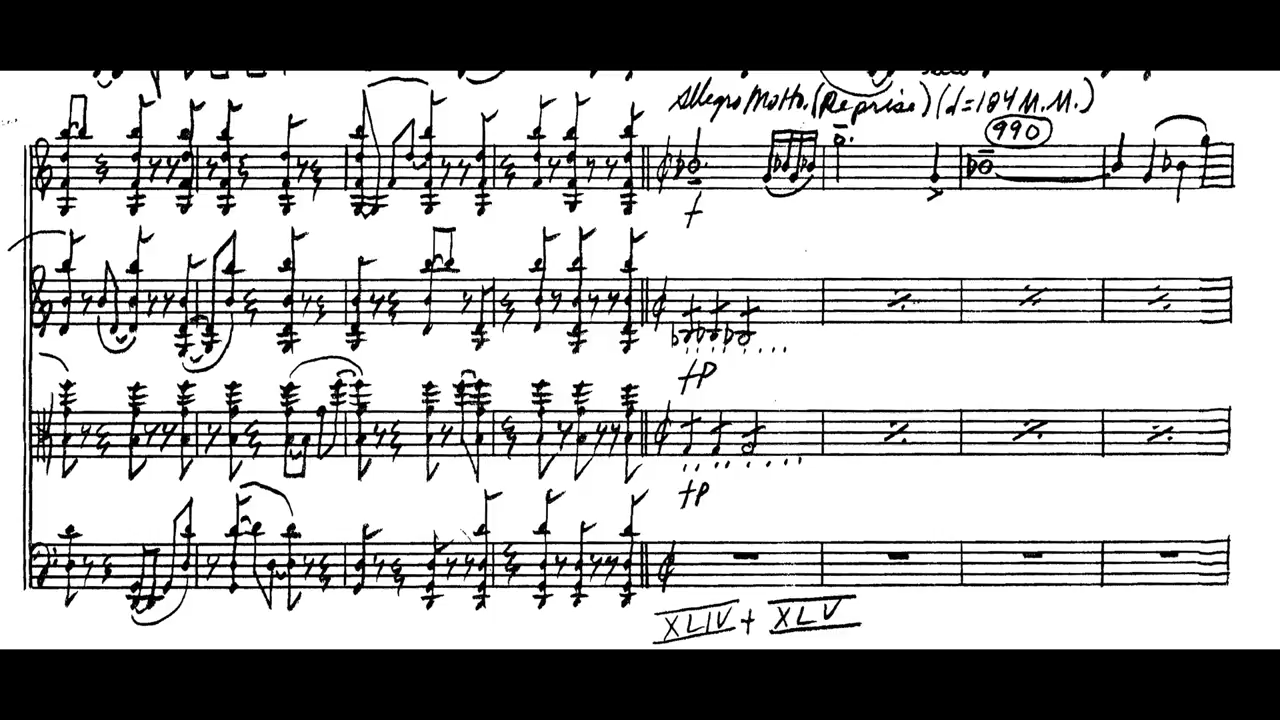 Allegro Molto. (Reprise) (d=184 M.M.)
990
f
fp
fp
XLIV + XLV